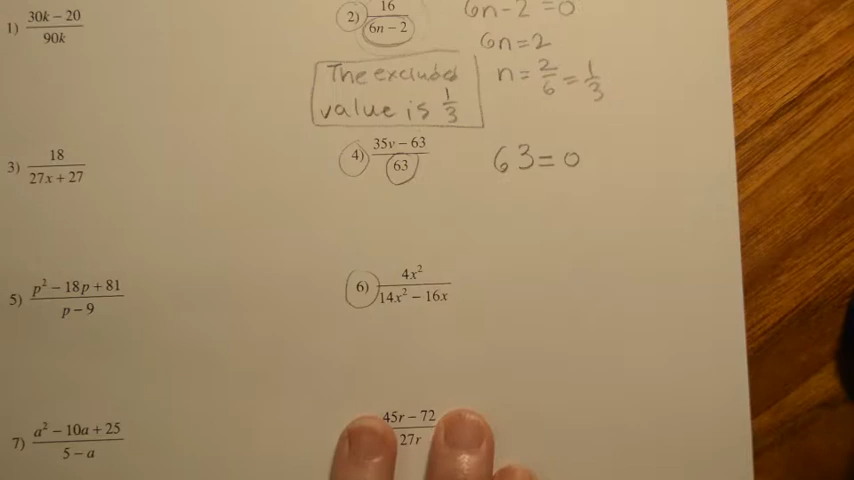 1) 30k – 20 / 90k
2) 16 / 6n – 2
6n - 2 = 0
6n = 2
n = 2/6 = 1/3
The excluded
value is 1/3
3) 18 / 27x + 27
4) 35v – 63 / 63
63 = 0
5) p² – 18p + 81 / p – 9
6) 4x² / 14x² – 16x
7) a² – 10a + 25 / 5 – a
45r – 72 / 27r